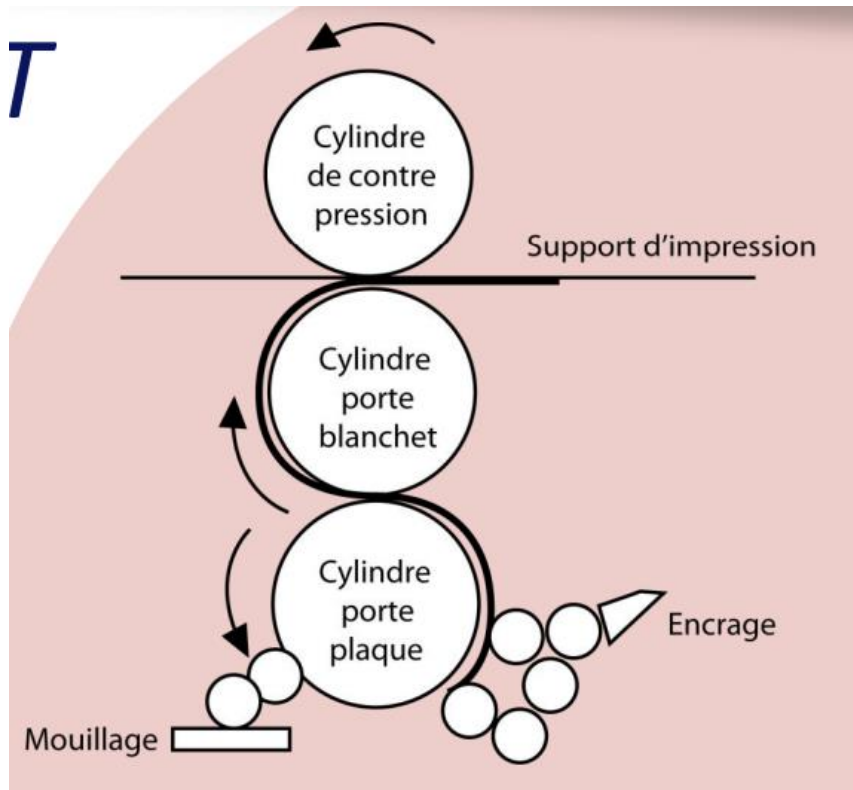 T
Cylindre
de contre
pression
Support d'impression
Cylindre
porte
blanchet
Cylindre
porte
plaque
Encrage
Mouillage